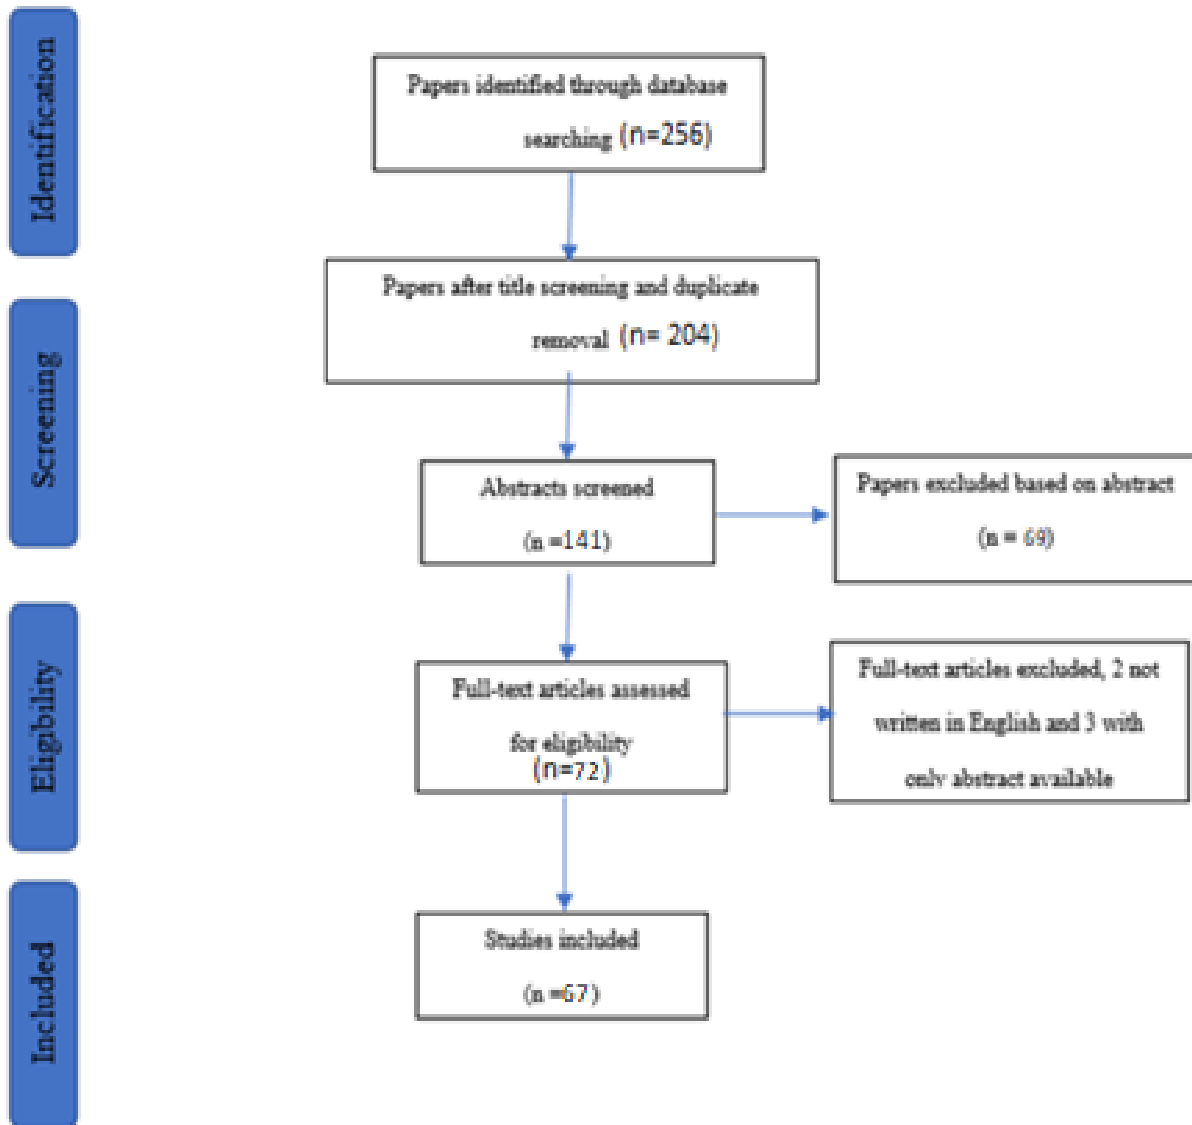 Identification
Papers identified through database
searching (n=256)
Papers after title screening and duplicate
removal (n= 204)
Screening
Abstracts screened
(n =141)
Papers excluded based on abstract
(n = 69)
Eligibility
Full-text articles assessed
for eligibility
(n=72)
Full-text articles excluded, 2 not
written in English and 3 with
only abstract available
Included
Studies included
(n =67)